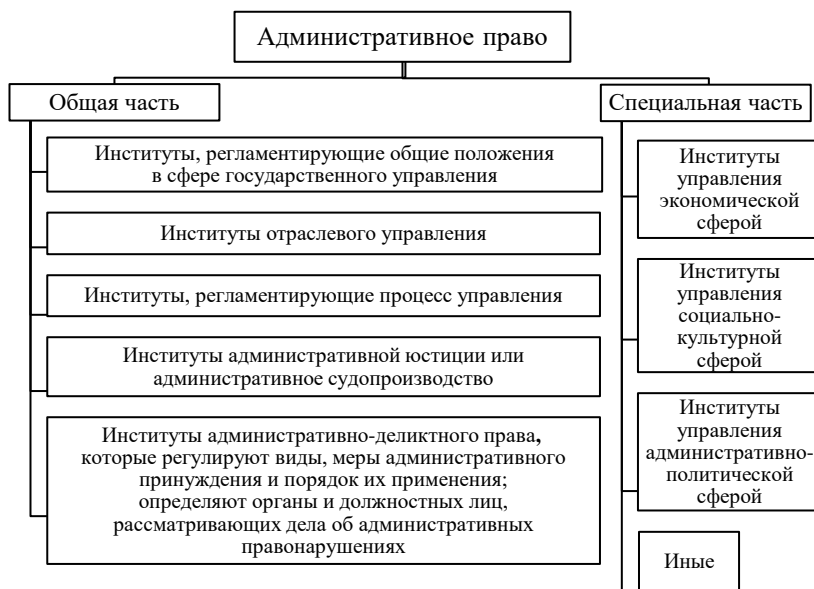 Административное право
Общая часть
Специальная часть
Институты, регламентирующие общие положения
в сфере государственного управления
Институты отраслевого управления
Институты, регламентирующие процесс управления
Институты административной юстиции или
административное судопроизводство
Институты административно-деликтного права,
которые регулируют виды, меры административного
принуждения и порядок их применения;
определяют органы и должностных лиц,
рассматривающих дела об административных
правонарушениях
Институты
управления
экономической
сферой
Институты
управления
социально-
культурной
сферой
Институты
управления
административно-
политической
сферой
Иные